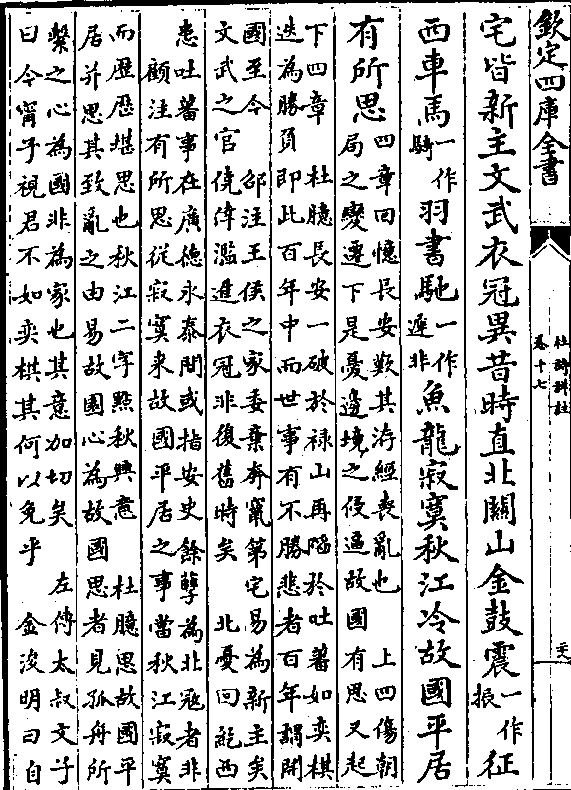 欽定四庫全書
杜詩詳註
卷十七
宅皆新主文武衣冠異昔時直北關山金鼓震一作振征
西車馬一作騎羽書馳一作遲非魚龍寂寞秋江冷故國平居
有所思四章回憶長安歎其洊經喪亂也 上四傷朝
局之變遷下是憂邊境之侵逼故國有思又起
下四章 杜臆長安一破於祿山再陷於吐蕃如奕棋
迭為勝負即此百年中而世事有不勝悲者百年謂開
國至今 邵注王侯之家委棄奔竄第宅易為新主矣
文武之官僥倖濫進衣冠非復舊時矣 北憂回紇西
患吐蕃事在廣德永泰間或指安史餘孽為北寇者非
顧注有所思從寂寞来故國平居之事當秋江寂寞
而歷歷堪思也秋江二字點秋興意 杜臆思故國平
居并思其致亂之由易故園心為故國思者見孤舟所
繫之心為國非為家也其意加切矣 左傳太叔文子
曰今甯子視君不如奕棋其何以免乎 金浚明曰自